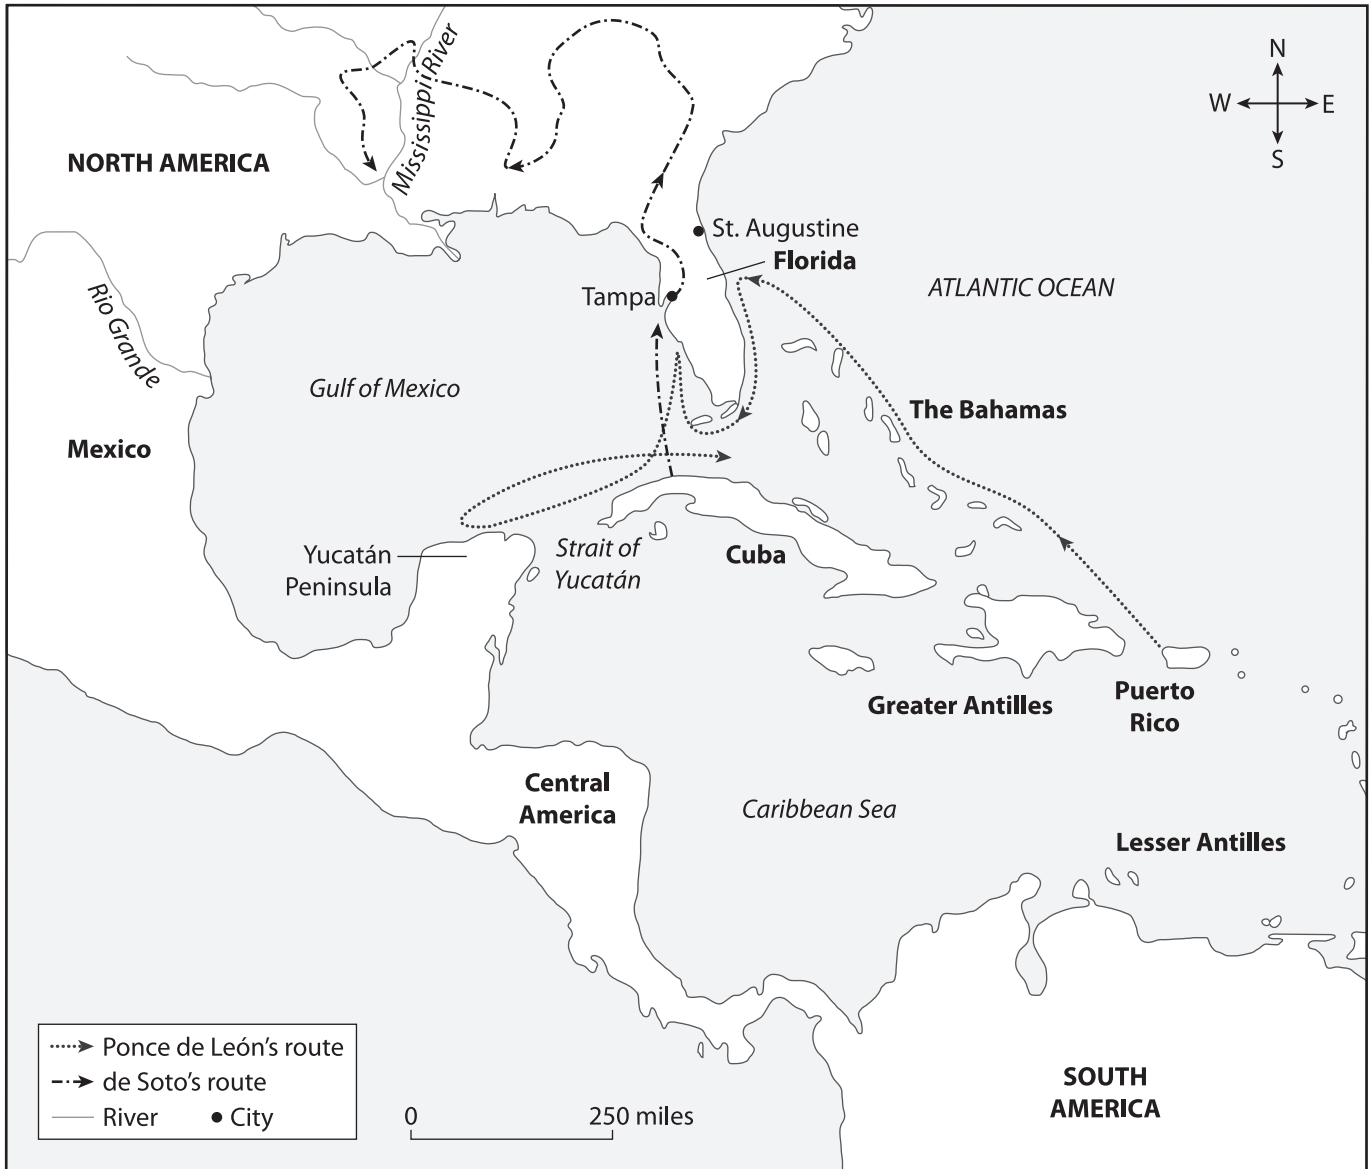 N
W E
S
Mississippi River
NORTH AMERICA
St. Augustine
Florida
Tampa
ATLANTIC OCEAN
Rio Grande
Gulf of Mexico
The Bahamas
Mexico
Yucatán
Peninsula
Strait of
Yucatán
Cuba
Greater Antilles
Puerto
Rico
Central
America
Caribbean Sea
Lesser Antilles
Ponce de León's route
de Soto's route
River City
0 250 miles
SOUTH
AMERICA